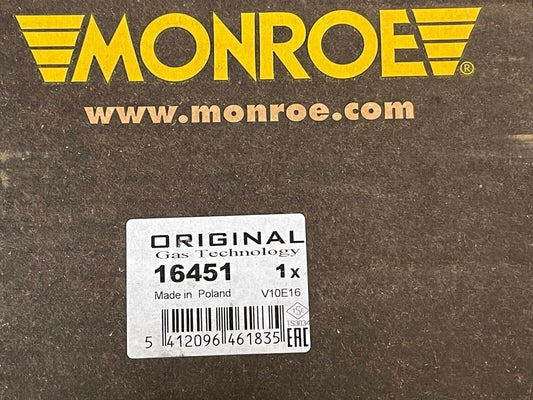 MONROE®
www.monroe.com
ORIGINAL
Gas Technology
16451 1x
Made in Poland V10E16
5 412096 461835
EAC